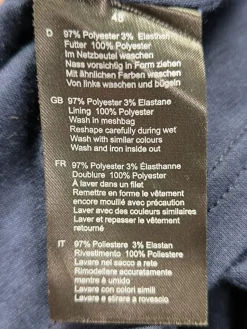 48
D 97% Polyester 3% Elasthan
Futter 100% Polyester
Im Netzbeutel waschen
Nass vorsichtig in Form ziehen
Mit ähnlichen Farben waschen
Von links waschen und bügeln
GB 97% Polyester 3% Elastane
Lining 100% Polyester
Wash in meshbag
Reshape carefully during wet
Wash with similar colours
Wash and iron inside out
FR 97% Polyester 3% Élasthanne
Doublure 100% Polyester
À laver dans un filet
Remettre en forme le vêtement
encore mouillé avec précaution
Laver avec des couleurs similaires
Laver et repasser le vêtement
retourné
IT 97% Poliestere 3% Elastan
Rivestimento 100% Poliestere
Lavare nel sacco a rete
Rimodellare accuratamente
mentre é umido
Lavare con colori simili
Lavare e stirare a rovescio